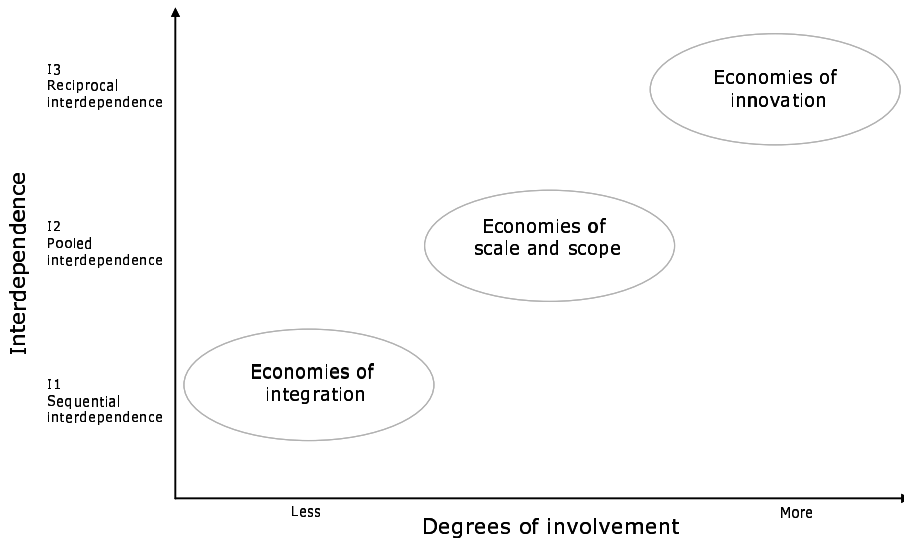 I3
Reciprocal
interdependence
Economies of
innovation
Interdependence
I2
Pooled
interdependence
Economies of
scale and scope
I1
Sequential
interdependence
Economies of
integration
Less
More
Degrees of involvement